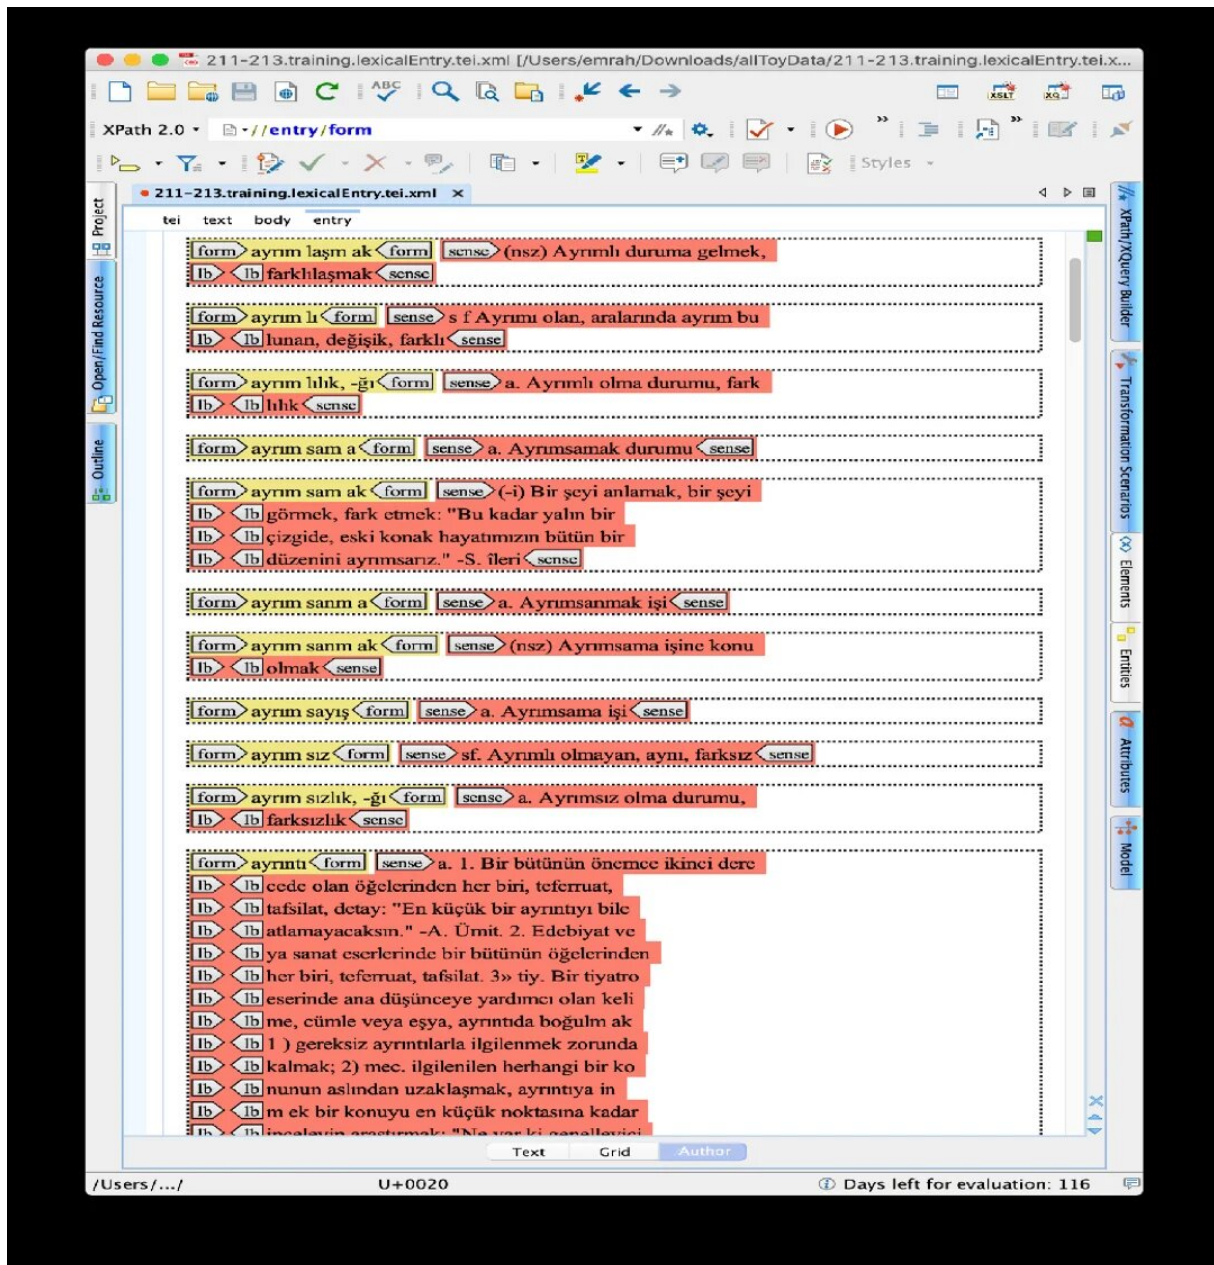 211-213.training.lexicalEntry.tei.xml [/Users/emrah/Downloads/allToyData/211-213.training.lexicalEntry.tei.x...
ABC
XSLT
XQ
XPath 2.0 //entry/form
Styles
211-213.training.lexicalEntry.tei.xml
tei text body entry
Project
Open/Find Resource
Outline
form ayrım laşm ak form sense (nsz) Ayrımlı duruma gelmek,
lb lb farklılaşmak sense
form ayrım lı form sense s f Ayrımı olan, aralarında ayrım bu
lb lb lunan, değişik, farklı sense
form ayrım lılık, -ğı form sense a. Ayrımlı olma durumu, fark
lb lb lılık sense
form ayrım sam a form sense a. Ayrımsamak durumu sense
form ayrım sam ak form sense (-i) Bir şeyi anlamak, bir şeyi
lb lb görmek, fark etmek: "Bu kadar yalın bir
lb lb çizgide, eski konak hayatımızın bütün bir
lb lb düzenini ayrımsarız." -S. îleri sense
form ayrım sanm a form sense a. Ayrımsanmak işi sense
form ayrım sanm ak form sense (nsz) Ayrımsama işine konu
lb lb olmak sense
form ayrım sayış form sense a. Ayrımsama işi sense
form ayrım sız form sense sf. Ayrımlı olmayan, aynı, farksız sense
form ayrım sızlık, -ğı form sense a. Ayrımsız olma durumu,
lb lb farksızlık sense
form ayrıntı form sense a. 1. Bir bütünün önemce ikinci dere
lb lb cede olan öğelerinden her biri, teferruat,
lb lb tafsilat, detay: "En küçük bir ayrıntıyı bile
lb lb atlamayacaksın." -A. Ümit. 2. Edebiyat ve
lb lb ya sanat eserlerinde bir bütünün öğelerinden
lb lb her biri, teferruat, tafsilat. 3» tiy. Bir tiyatro
lb lb eserinde ana düşünceye yardımcı olan keli
lb lb me, cümle veya eşya, ayrıntıda boğulm ak
lb lb 1 ) gereksiz ayrıntılarla ilgilenmek zorunda
lb lb kalmak; 2) mec. ilgilenilen herhangi bir ko
lb lb nunun aslından uzaklaşmak, ayrıntıya in
lb lb m ek bir konuyu en küçük noktasına kadar
lb lb inceleyip araştırmak: "Ne var ki genelleyici
XPath/XQuery Builder
Transformation Scenarios
Elements
Entities
Attributes
Model
Text Grid Author
/Users/.../ U+0020 Days left for evaluation: 116